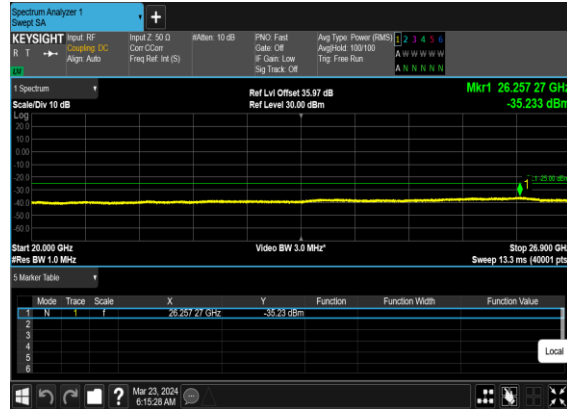 Spectrum Analyzer 1
Swept SA
+
KEYSIGHT Input: RF Input Z: 50 Ω #Atten: 10 dB PNO: Fast Avg Type: Power (RMS) 1 2 3 4 5 6
R T Coupling: DC Corr CCorr Gate: Off Avg|Hold: 100/100 A W W W W W
Align: Auto Freq Ref: Int (S) IF Gain: Low Trig: Free Run
Sig Track: Off A N N N N N
1 Spectrum Ref Lvl Offset 35.97 dB Mkr1 26.257 27 GHz
Scale/Div 10 dB Ref Level 30.00 dBm -35.233 dBm
Log
20.0
10.0
0.00
-10.0
-20.0
-30.0
-40.0
-50.0
-60.0
1
Start 20.000 GHz Video BW 3.0 MHz* Stop 26.900 GHz
#Res BW 1.0 MHz Sweep 13.3 ms (40001 pts)
5 Marker Table
Mode Trace Scale X Y Function Function Width Function Value
1 N 1 f 26.257 27 GHz -35.23 dBm
2
3
4
5
6
Local
? Mar 23, 2024
6:15:28 AM